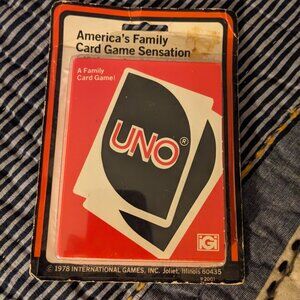 America's Family
Card Game Sensation
A Family
Card Game!
UNO®
iGi
© 1978 INTERNATIONAL GAMES, INC. Joliet, Illinois 60435